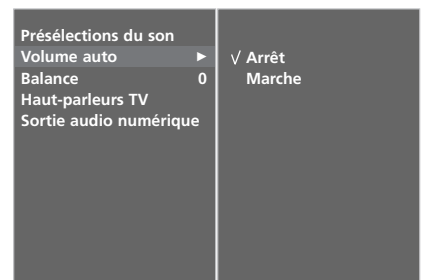 Présélections du son
Volume auto ►
Balance 0
Haut-parleurs TV
Sortie audio numérique
√ Arrêt
Marche